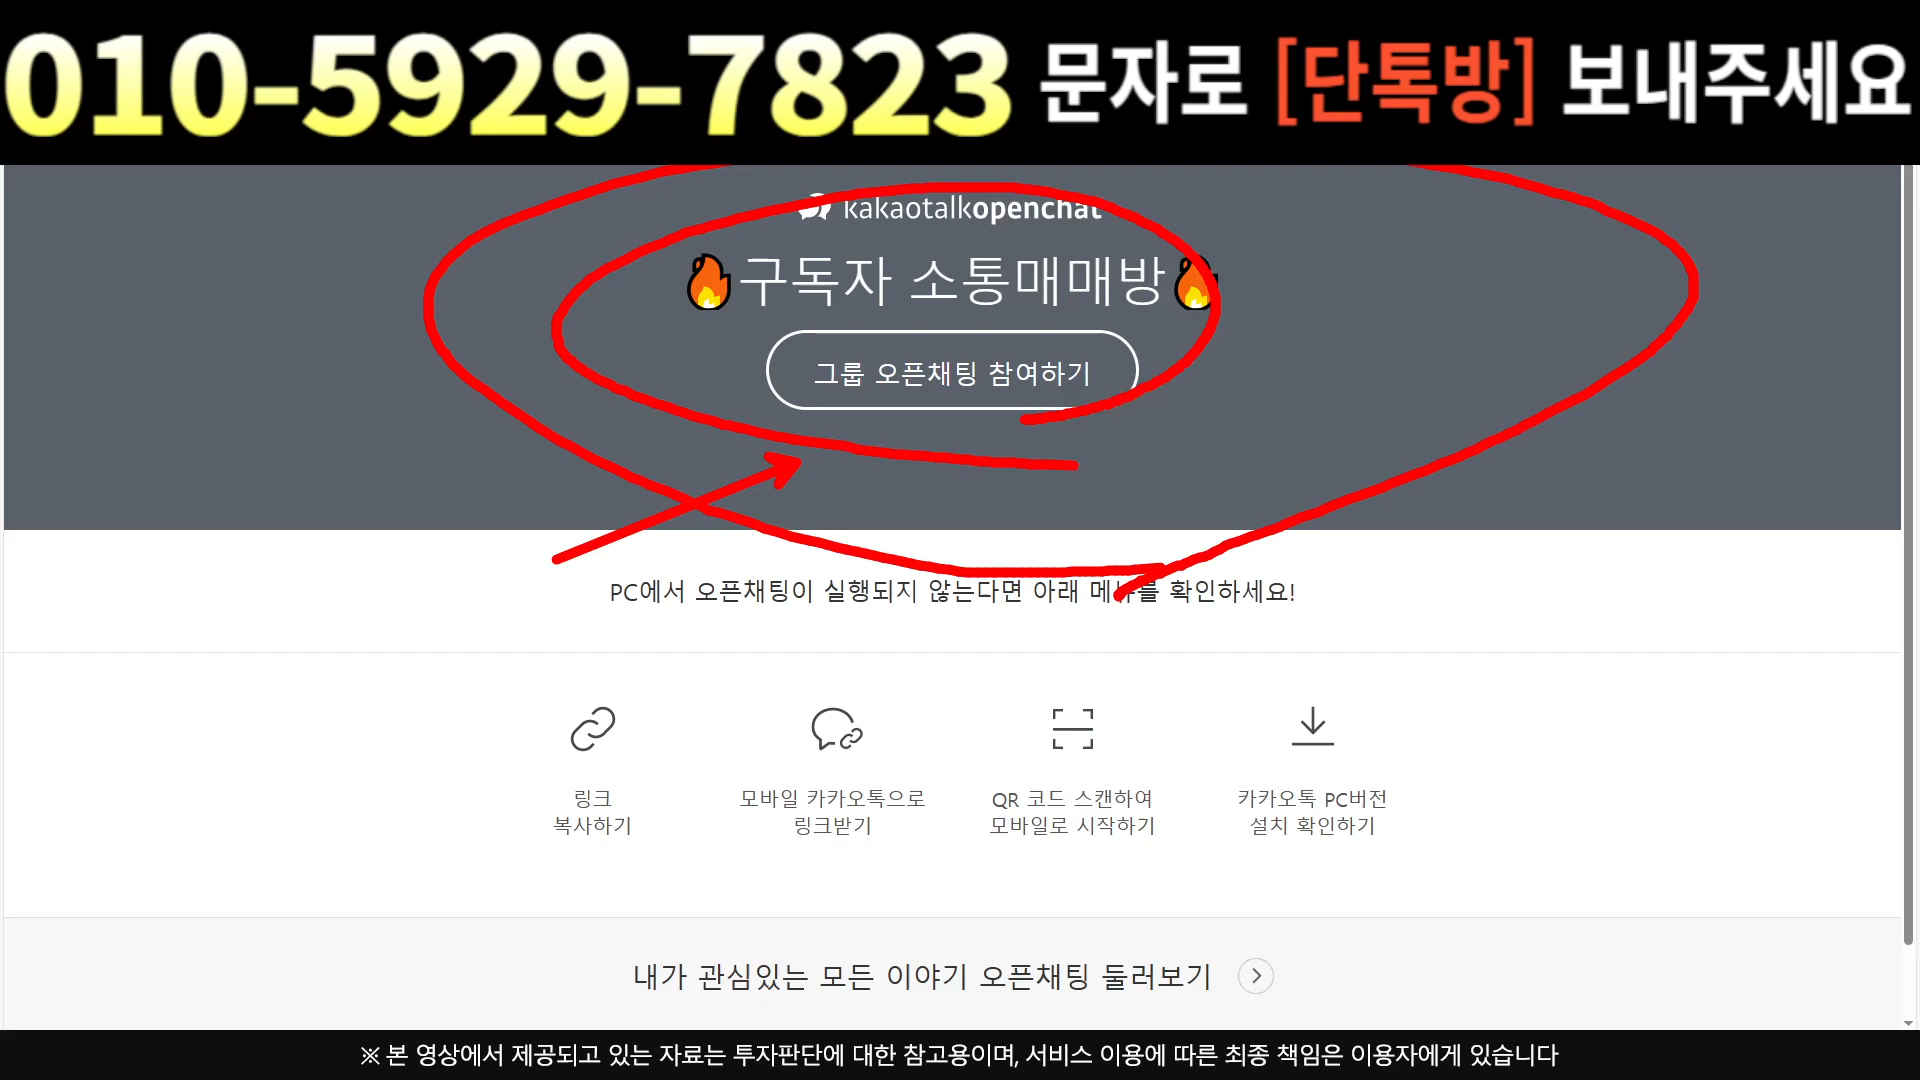 010-5929-7823 문자로 [단톡방] 보내주세요
kakaotalkopenchat
🔥구독자 소통매매방🔥
그룹 오픈채팅 참여하기
PC에서 오픈채팅이 실행되지 않는다면 아래 메뉴를 확인하세요!
링크
복사하기
모바일 카카오톡으로
링크받기
QR 코드 스캔하여
모바일로 시작하기
카카오톡 PC버전
설치 확인하기
내가 관심있는 모든 이야기 오픈채팅 둘러보기
※ 본 영상에서 제공되고 있는 자료는 투자판단에 대한 참고용이며, 서비스 이용에 따른 최종 책임은 이용자에게 있습니다